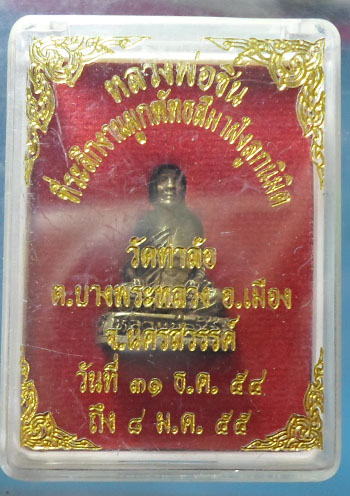 หลวงพ่อจีน
ที่ระลึกงานผูกพัทธสีมาฝังลูกนิมิต
วัดท่าล้อ
ต.บางพระหลวง อ.เมือง
จ.นครสวรรค์
วันที่ ๓๑ ธ.ค. ๕๔
ถึง ๘ ม.ค. ๕๕